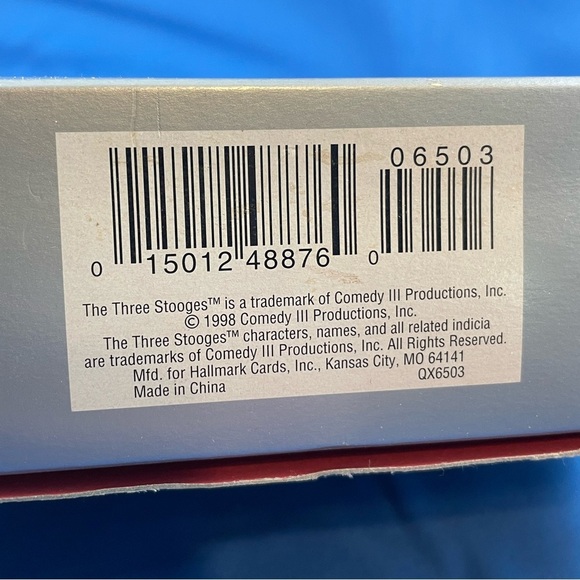 06503
0 15012 48876 0
The Three Stooges™ is a trademark of Comedy III Productions, Inc.
© 1998 Comedy III Productions, Inc.
The Three Stooges™ characters, names, and all related indicia
are trademarks of Comedy III Productions, Inc. All Rights Reserved.
Mfd. for Hallmark Cards, Inc., Kansas City, MO 64141
Made in China QX6503